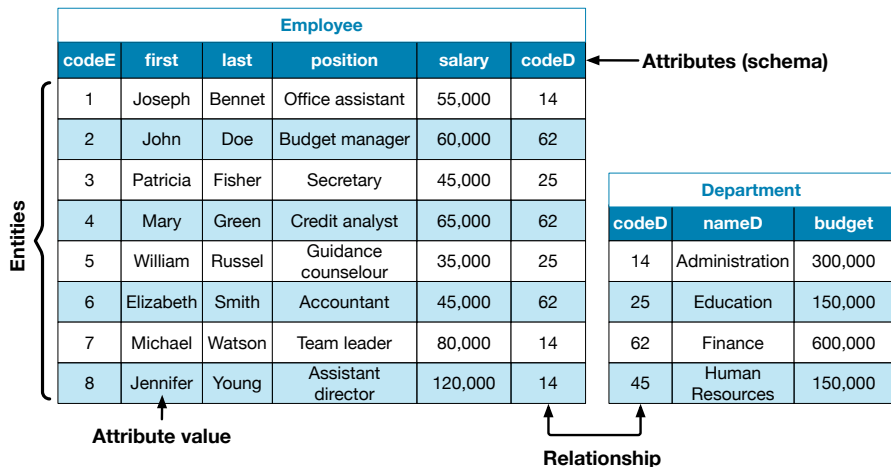 Employee
codeE first last position salary codeD
Attributes (schema)
1 Joseph Bennet Office assistant 55,000 14
2 John Doe Budget manager 60,000 62
3 Patricia Fisher Secretary 45,000 25
4 Mary Green Credit analyst 65,000 62
5 William Russel Guidance counselour 35,000 25
6 Elizabeth Smith Accountant 45,000 62
7 Michael Watson Team leader 80,000 14
8 Jennifer Young Assistant director 120,000 14
Entities
Attribute value
Department
codeD nameD budget
14 Administration 300,000
25 Education 150,000
62 Finance 600,000
45 Human Resources 150,000
Relationship